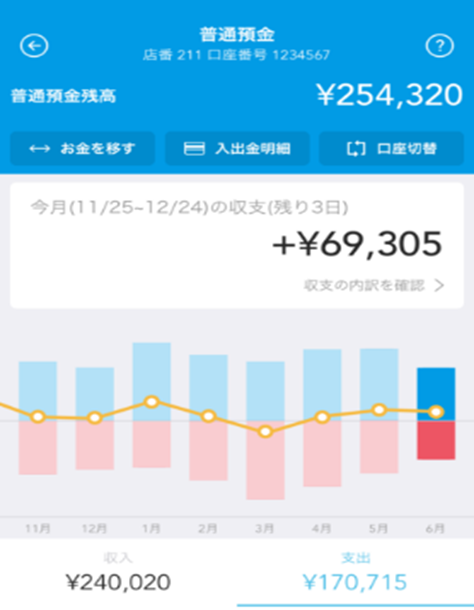 普通預金
店番 211 口座番号 1234567
普通預金残高 ¥254,320
お金を移す 入出金明細 口座切替
今月(11/25~12/24)の収支(残り3日)
+¥69,305
収支の内訳を確認
11月 12月 1月 2月 3月 4月 5月 6月
収入 支出
¥240,020 ¥170,715